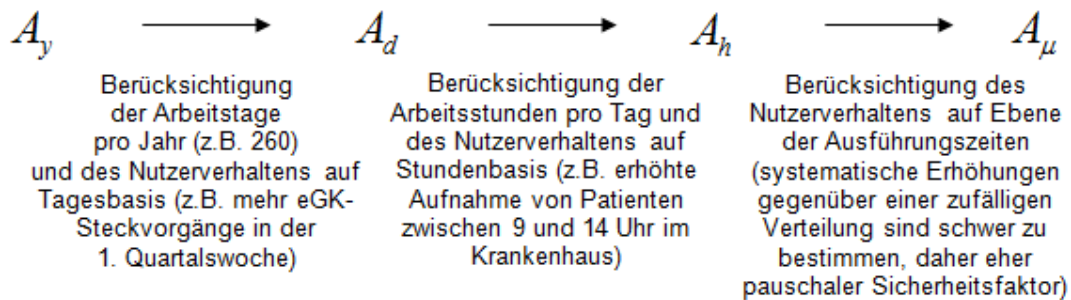 A_y → A_d → A_h → A_μ
Berücksichtigung
der Arbeitstage
pro Jahr (z.B. 260)
und des Nutzerverhaltens auf
Tagesbasis (z.B. mehr eGK-
Steckvorgänge in der
1. Quartalswoche)
Berücksichtigung der
Arbeitsstunden pro Tag und
des Nutzerverhaltens auf
Stundenbasis (z.B. erhöhte
Aufnahme von Patienten
zwischen 9 und 14 Uhr im
Krankenhaus)
Berücksichtigung des
Nutzerverhaltens auf Ebene
der Ausführungszeiten
(systematische Erhöhungen
gegenüber einer zufälligen
Verteilung sind schwer zu
bestimmen, daher eher
pauschaler Sicherheitsfaktor)